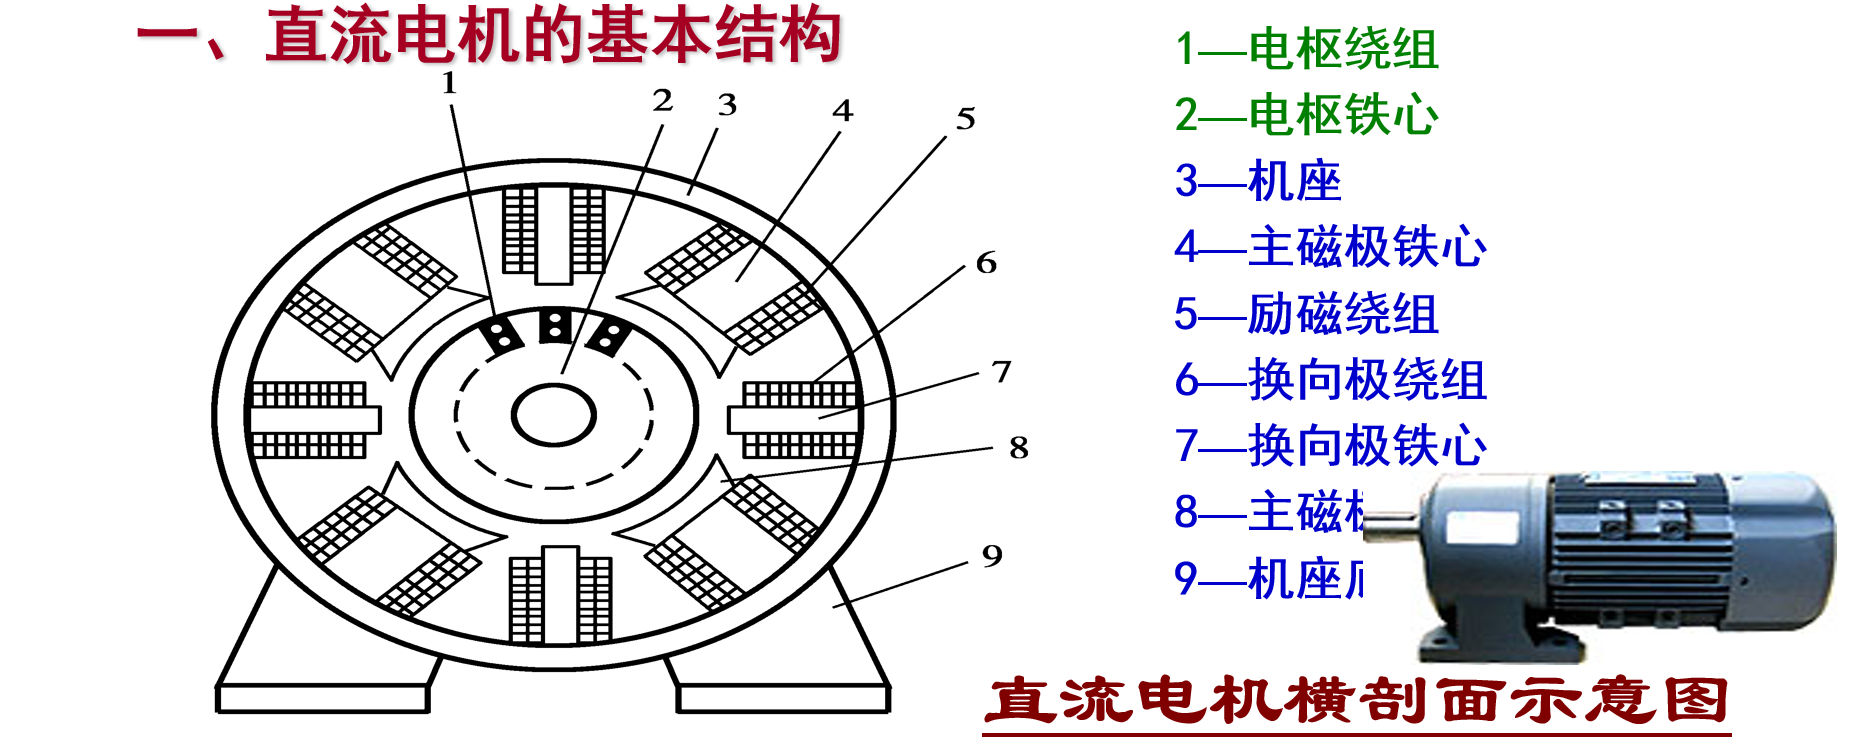 一、直流电机的基本结构
1
2
3
4
5
6
7
8
9
1—电枢绕组
2—电枢铁心
3—机座
4—主磁极铁心
5—励磁绕组
6—换向极绕组
7—换向极铁心
8—主磁
9—机座
直流电机横剖面示意图